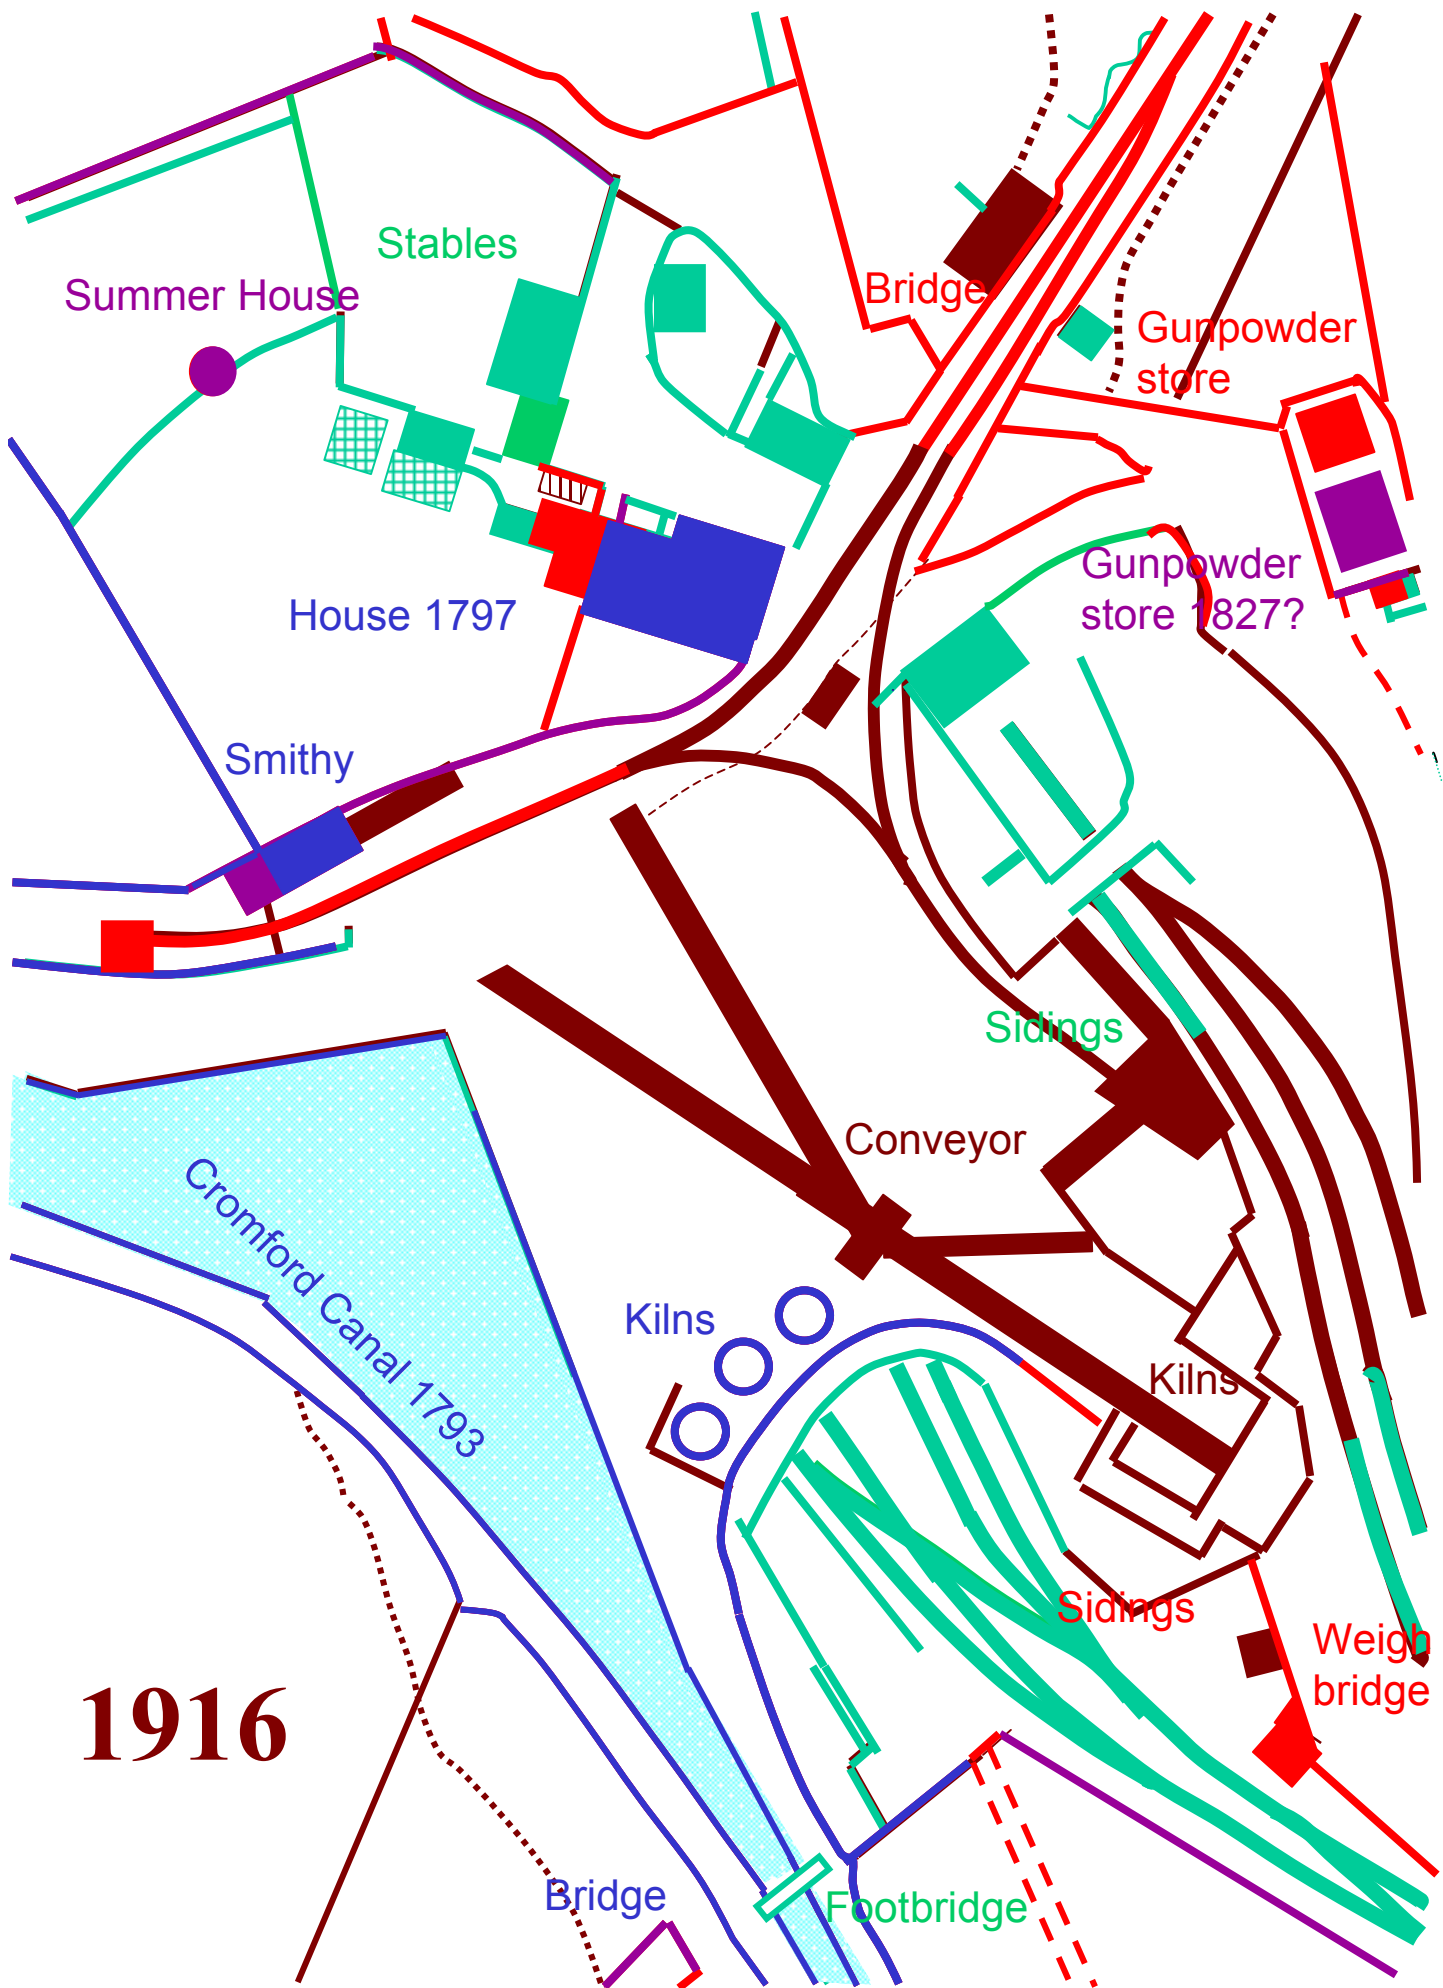 Stables
Summer House
Bridge
Gunpowder
store
Gunpowder
store 1827?
House 1797
Smithy
Sidings
Conveyor
Cromford Canal 1793
Kilns
Kilns
Sidings
Weigh
bridge
1916
Bridge
Footbridge